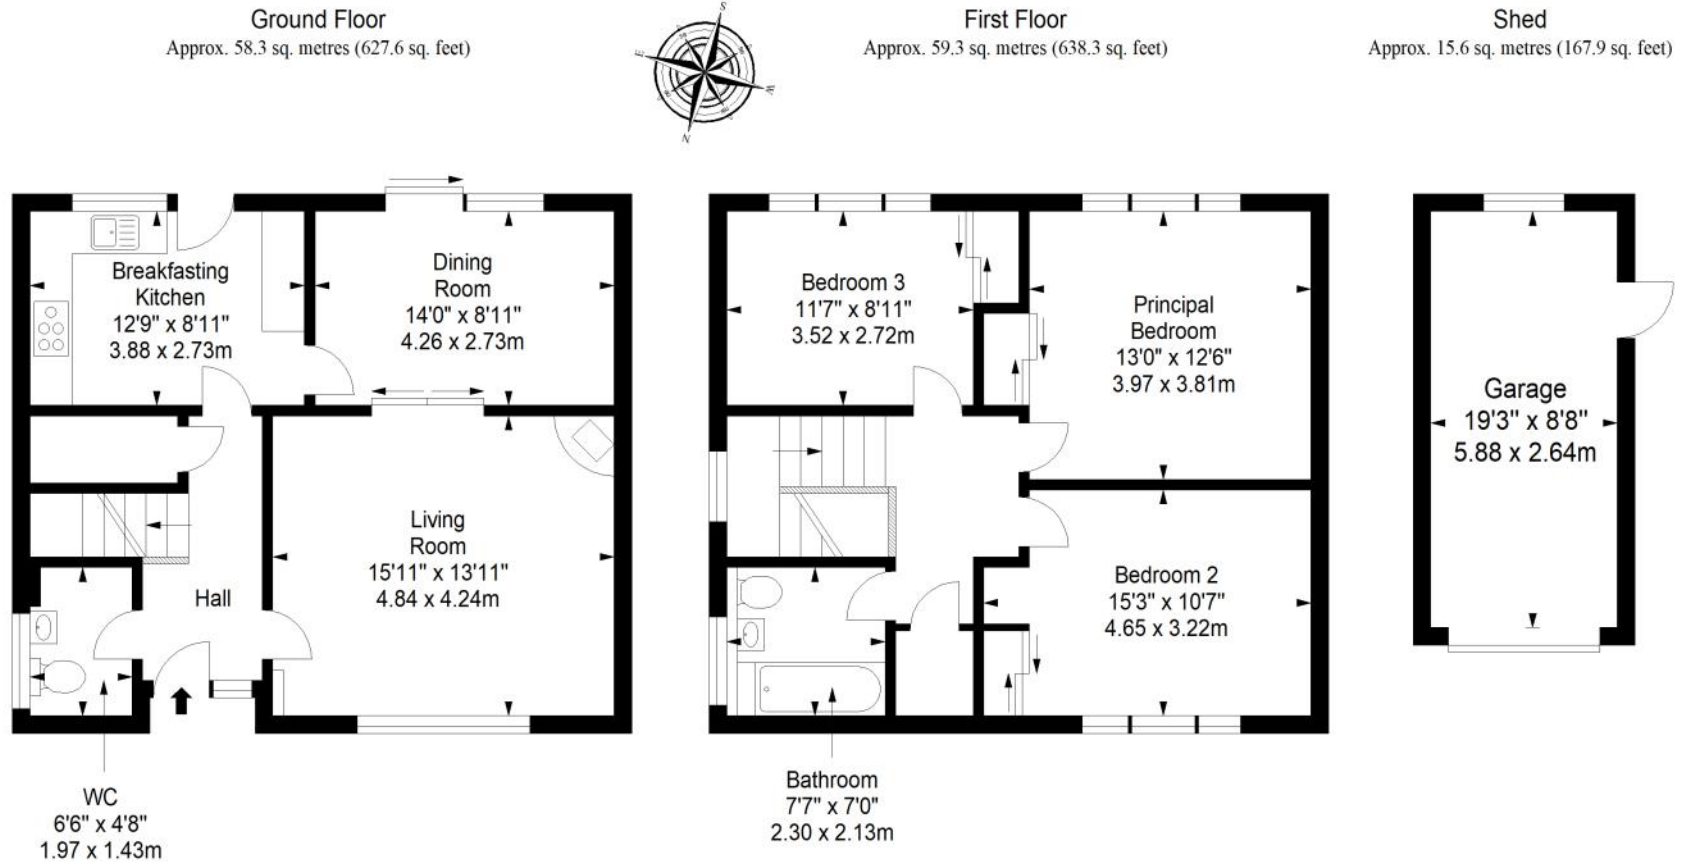 Ground Floor
Approx. 58.3 sq. metres (627.6 sq. feet)
S
E
W
N
First Floor
Approx. 59.3 sq. metres (638.3 sq. feet)
Shed
Approx. 15.6 sq. metres (167.9 sq. feet)
Breakfasting
Kitchen
12'9" x 8'11"
3.88 x 2.73m
Dining
Room
14'0" x 8'11"
4.26 x 2.73m
Living
Room
15'11" x 13'11"
4.84 x 4.24m
Hall
WC
6'6" x 4'8"
1.97 x 1.43m
Bedroom 3
11'7" x 8'11"
3.52 x 2.72m
Principal
Bedroom
13'0" x 12'6"
3.97 x 3.81m
Bedroom 2
15'3" x 10'7"
4.65 x 3.22m
Bathroom
7'7" x 7'0"
2.30 x 2.13m
Garage
19'3" x 8'8"
5.88 x 2.64m